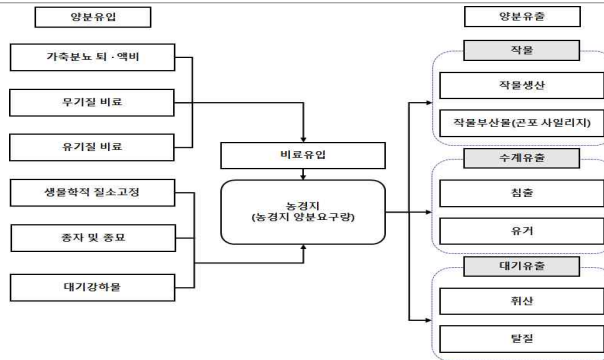 양분유입
가축분뇨 퇴·액비
무기질 비료
유기질 비료
생물학적 질소고정
종자 및 종묘
대기강하물
비료유입
농경지
(농경지 양분요구량)
양분유출
작물
작물생산
작물부산물(곤포 사일리지)
수계유출
침출
유거
대기유출
휘산
탈질